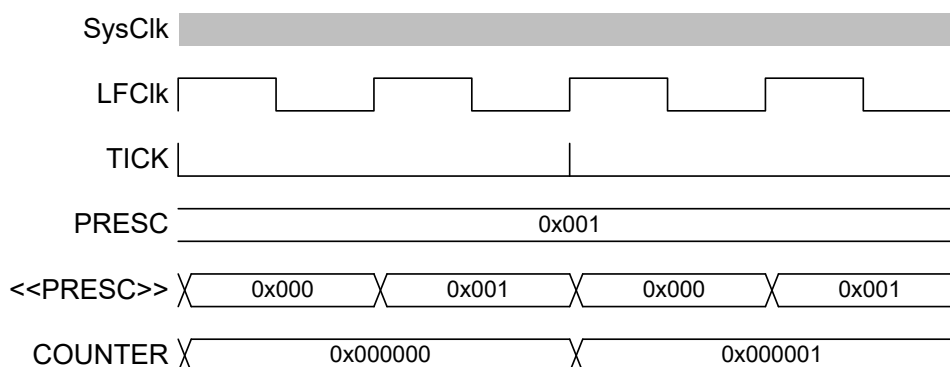 SysClk
LFClk
TICK
PRESC 0x001
<<PRESC>> 0x000 0x001 0x000 0x001
COUNTER 0x000000 0x000001